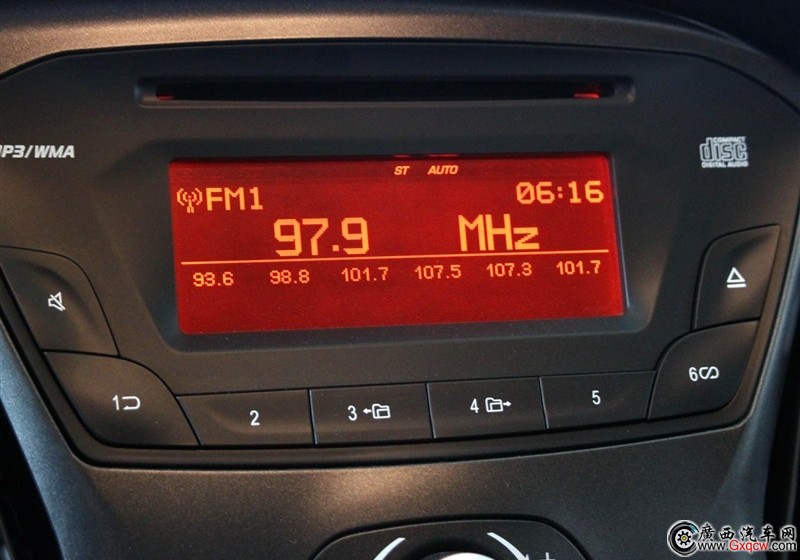 MP3/WMA
COMPACT
disc
DIGITAL AUDIO
ST AUTO
FM1 06:16
97.9 MHz
93.6 98.8 101.7 107.5 107.3 101.7
1 2 3 4 5 6
广西汽车网
www.Gxqcw.com